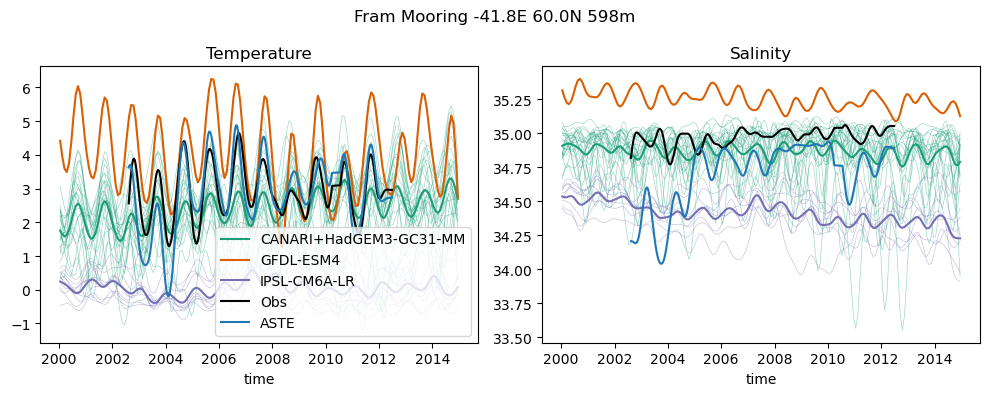 Fram Mooring -41.8E 60.0N 598m
Temperature
6
5
4
3
2
1
0
−1
2000 2002 2004 2006 2008 2010 2012 2014
time
CANARI+HadGEM3-GC31-MM
GFDL-ESM4
IPSL-CM6A-LR
Obs
ASTE
Salinity
35.25
35.00
34.75
34.50
34.25
34.00
33.75
33.50
2000 2002 2004 2006 2008 2010 2012 2014
time